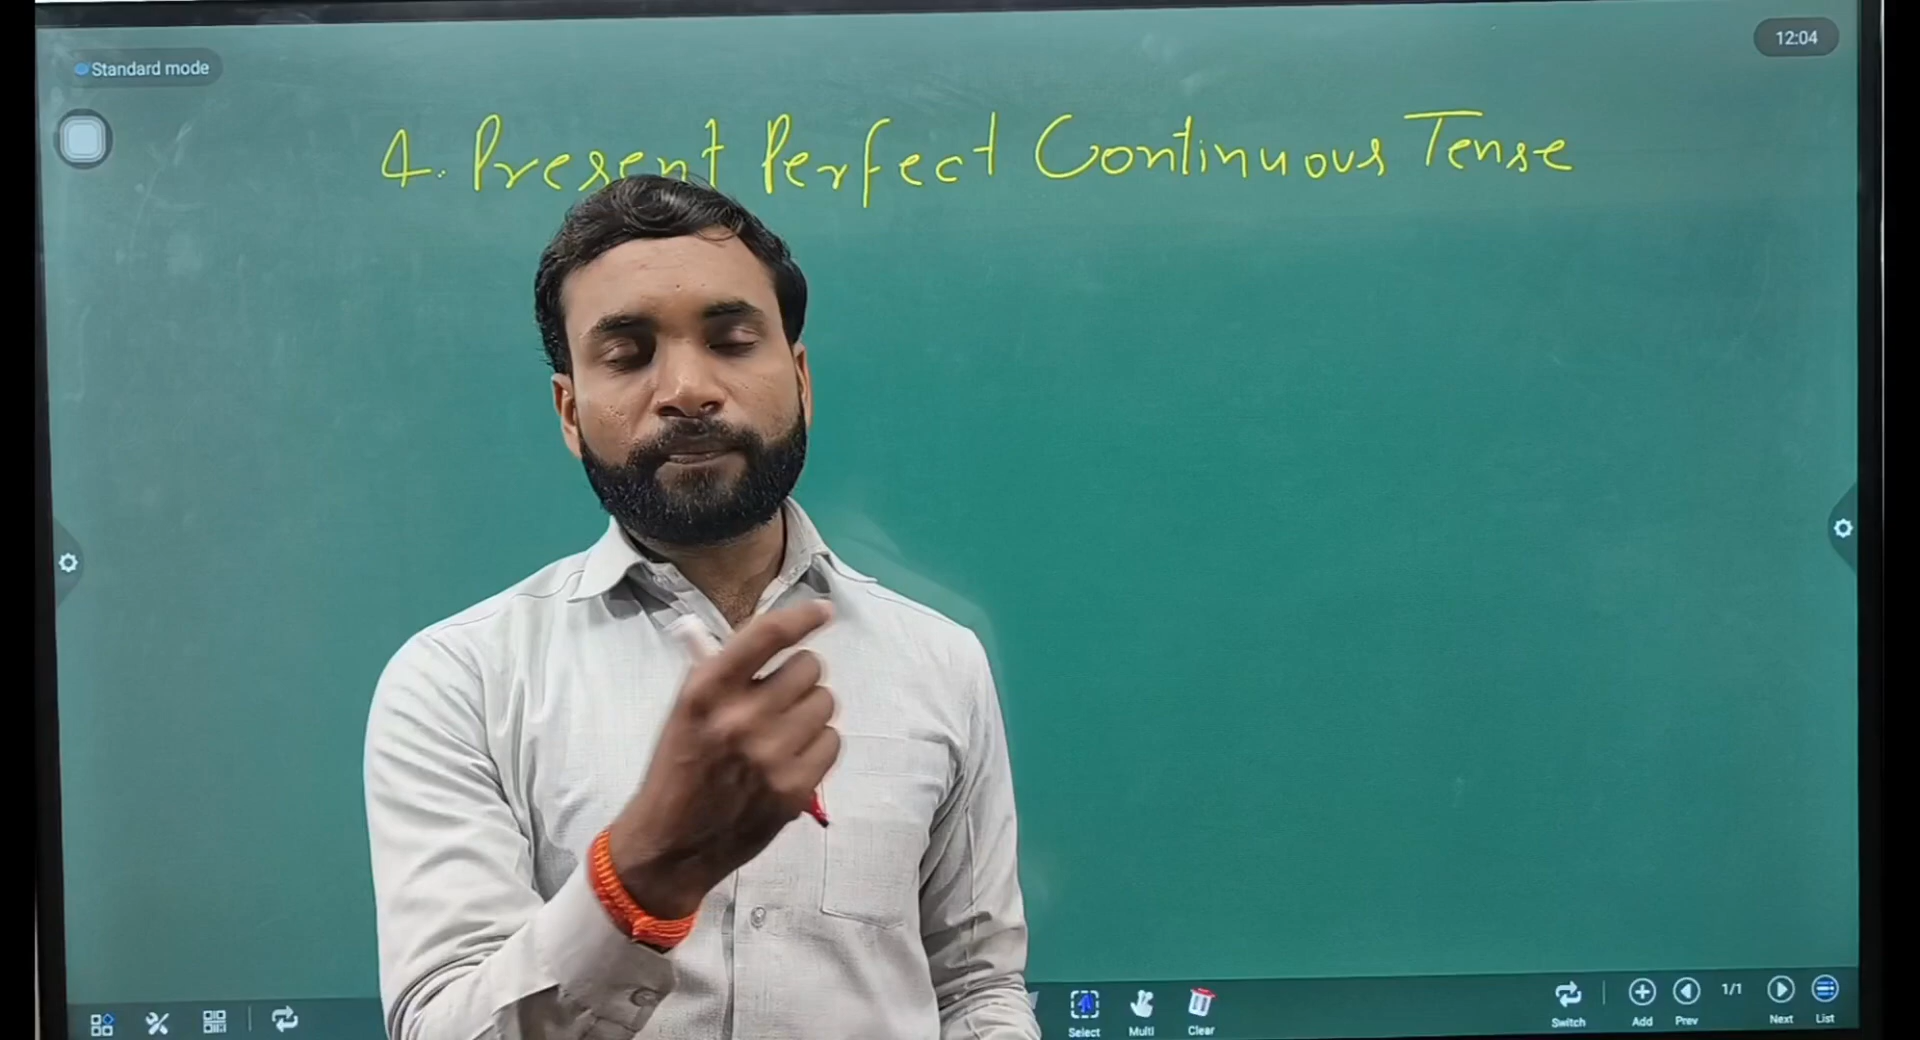 12:04
Standard mode
4. Present Perfect Continuous Tense
Select Multi Clear Switch Add Prev 1/1 Next List